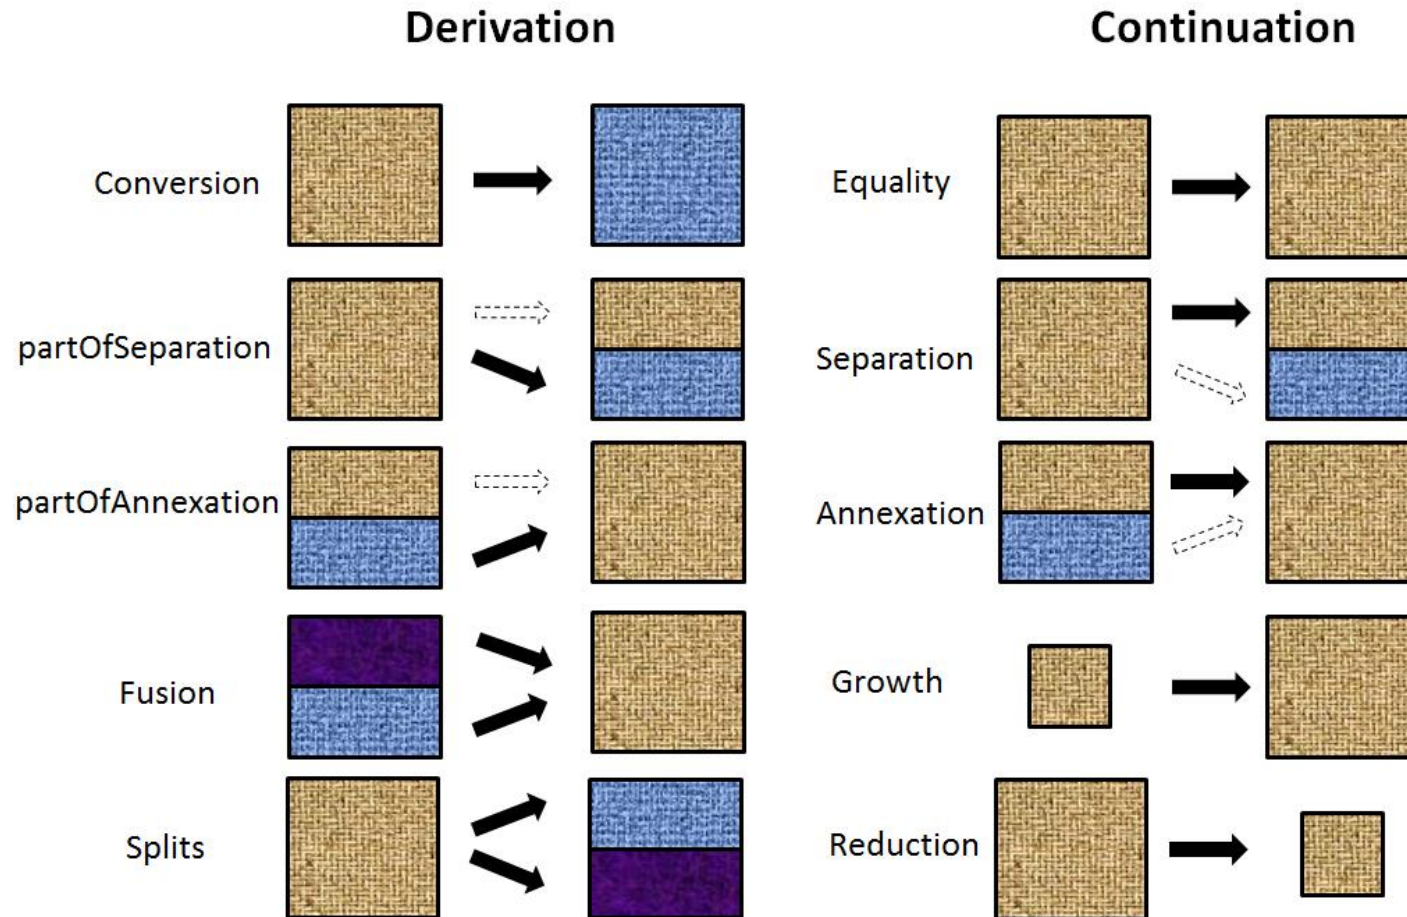 Derivation
Continuation
Conversion
Equality
partOfSeparation
Separation
partOfAnnexation
Annexation
Fusion
Growth
Splits
Reduction